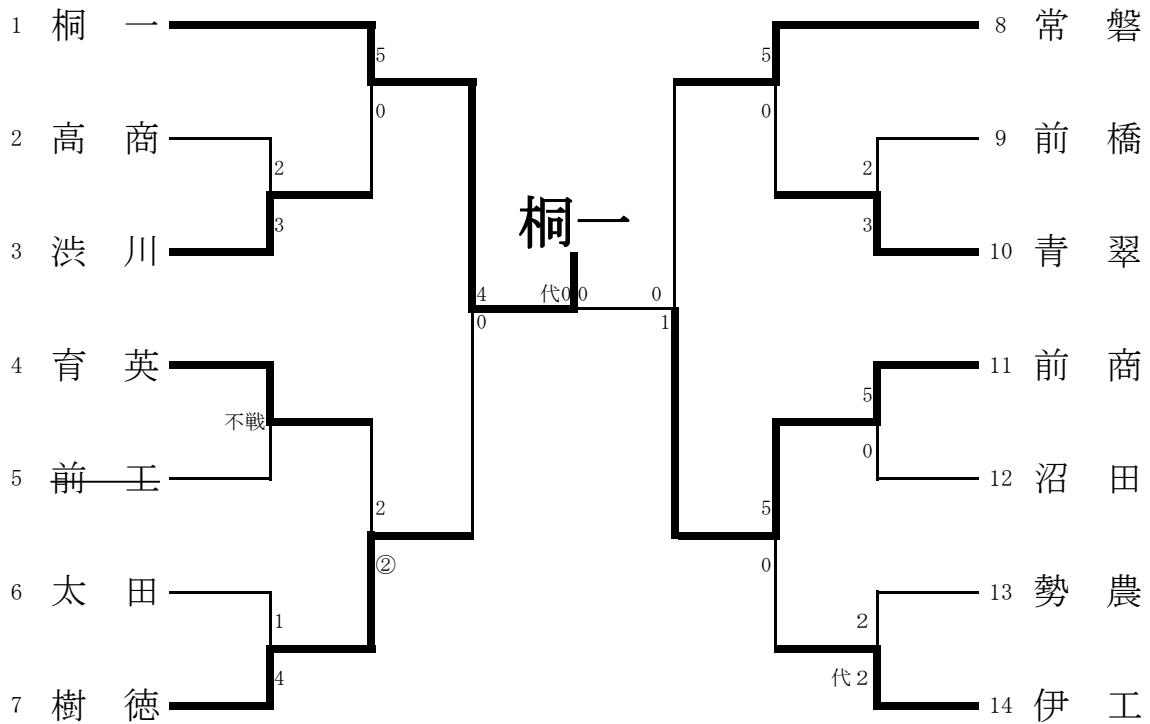 1 桐 一
5
0
2 高 商
2
3
3 渋 川
4
0
4 育 英
不戦
5 前 工
2
②
6 太 田
1
4
7 樹 徳
桐一
代0 0
8 常 磐
5
0
9 前 橋
2
3
10 青 翠
0
1
11 前 商
5
0
12 沼 田
5
0
13 勢 農
2
代2
14 伊 工